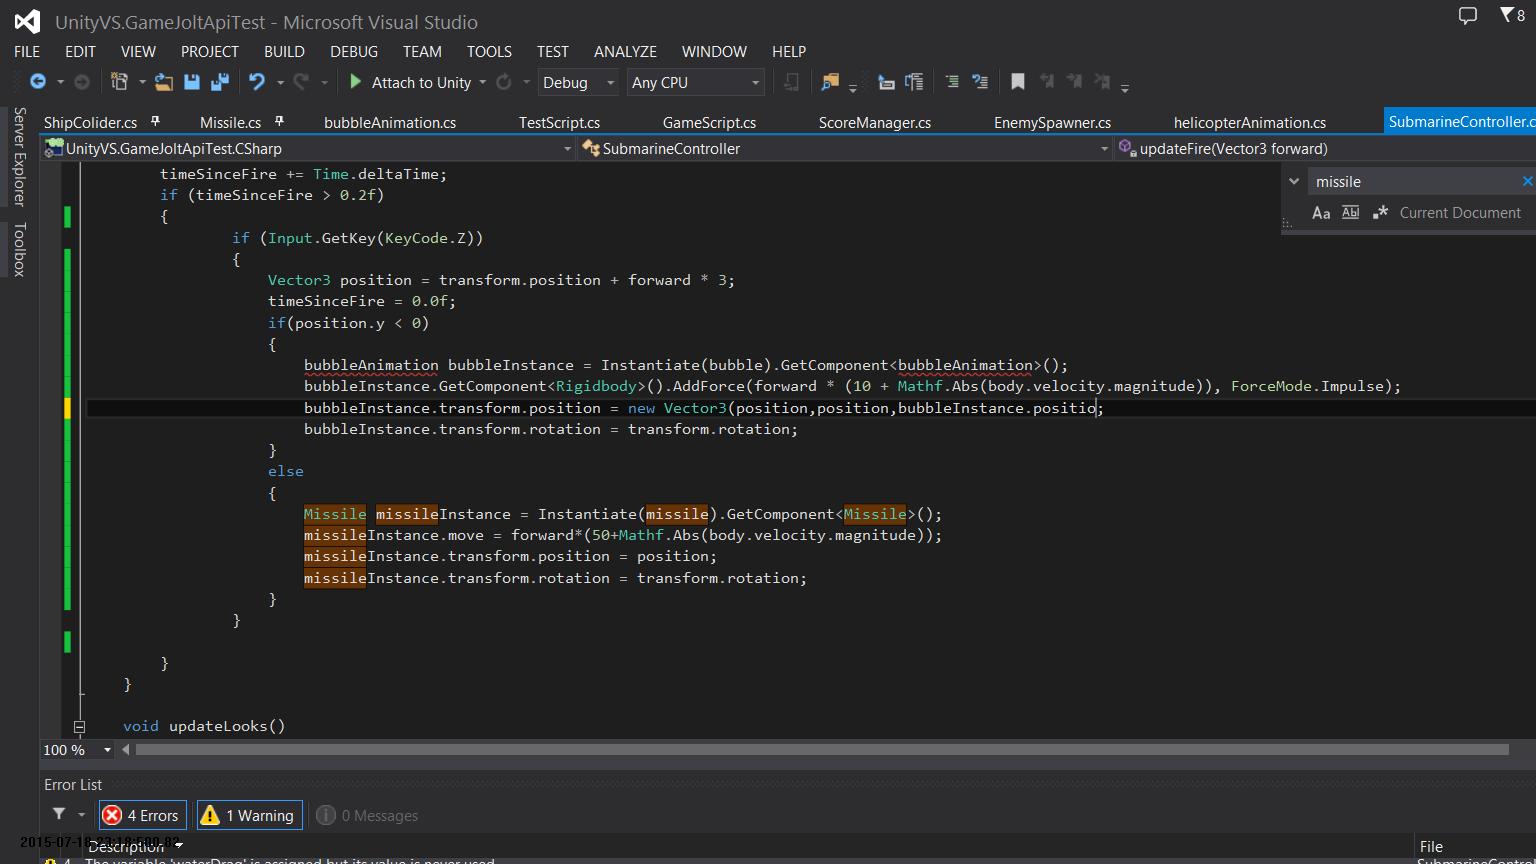 UnityVS.GameJoltApiTest - Microsoft Visual Studio
8
FILE EDIT VIEW PROJECT BUILD DEBUG TEAM TOOLS TEST ANALYZE WINDOW HELP
Attach to Unity Debug Any CPU
Server Explorer
Toolbox
ShipColider.cs Missile.cs bubbleAnimation.cs TestScript.cs GameScript.cs ScoreManager.cs EnemySpawner.cs helicopterAnimation.cs SubmarineController.c
UnityVS.GameJoltApiTest.CSharp SubmarineController updateFire(Vector3 forward)
missile
Aa Abl .* Current Document
timeSinceFire += Time.deltaTime;
if (timeSinceFire > 0.2f)
{
if (Input.GetKey(KeyCode.Z))
{
Vector3 position = transform.position + forward * 3;
timeSinceFire = 0.0f;
if(position.y < 0)
{
bubbleAnimation bubbleInstance = Instantiate(bubble).GetComponent<bubbleAnimation>();
bubbleInstance.GetComponent<Rigidbody>().AddForce(forward * (10 + Mathf.Abs(body.velocity.magnitude)), ForceMode.Impulse);
bubbleInstance.transform.position = new Vector3(position,position,bubbleInstance.positio;
bubbleInstance.transform.rotation = transform.rotation;
}
else
{
Missile missileInstance = Instantiate(missile).GetComponent<Missile>();
missileInstance.move = forward*(50+Mathf.Abs(body.velocity.magnitude));
missileInstance.transform.position = position;
missileInstance.transform.rotation = transform.rotation;
}
}
}
}
void updateLooks()
100 %
Error List
4 Errors 1 Warning 0 Messages
Description File
4 The variable 'waterDrag' is assigned but its value is never used SubmarineContro